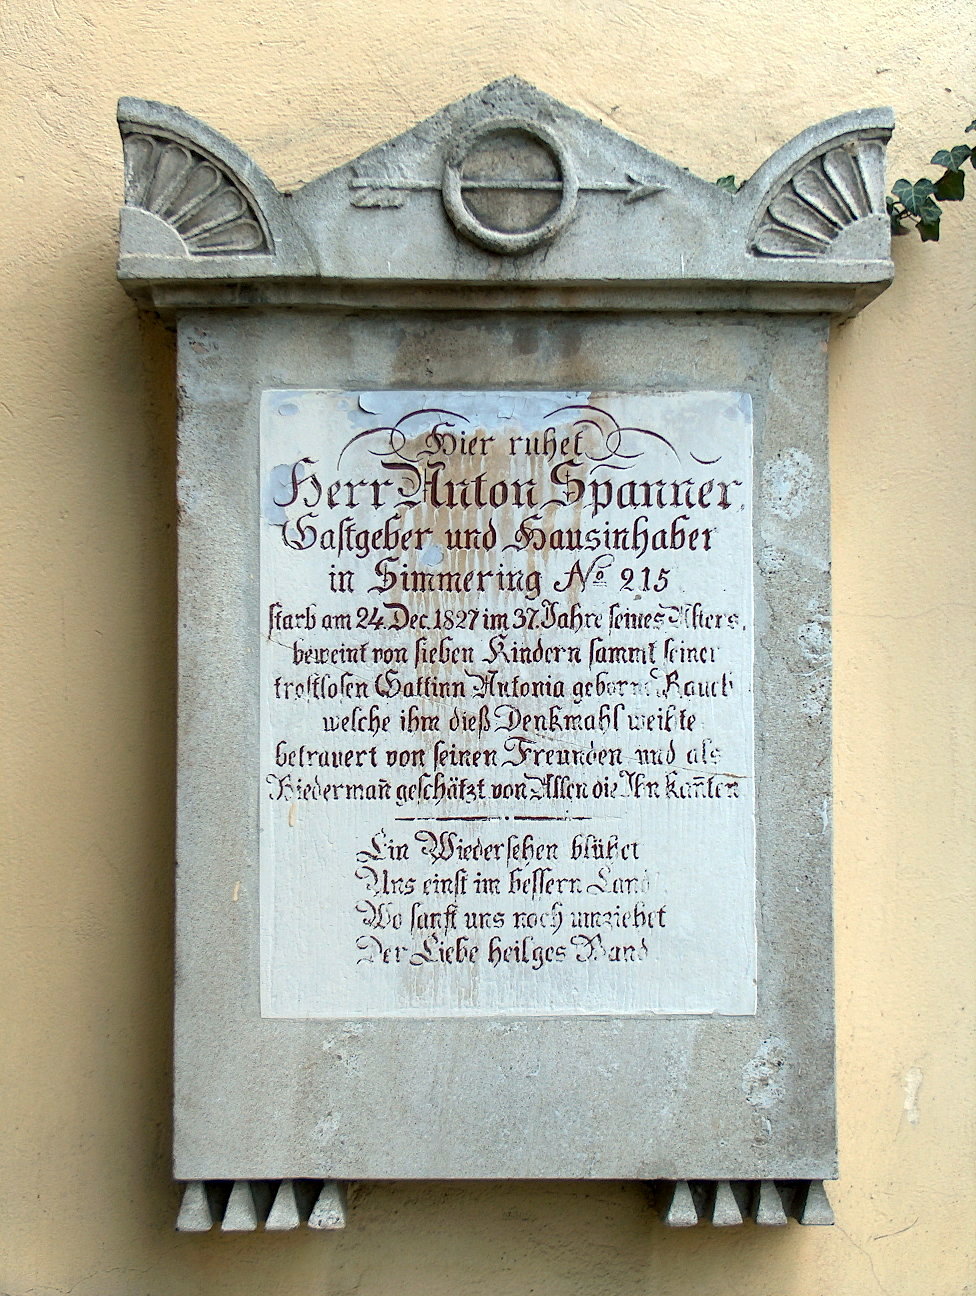 Hier ruhet
Herr Anton Spanner,
Gastgeber und Hausinhaber
in Simmering No. 215
starb am 24. Dec. 1827 im 37. Jahre seines Alters.
beweint von sieben Kindern sammt seiner
trostlosen Gattinn Antonia geborne Rauch
welche ihm dieß Denkmahl weihte
betrauert von seinen Freunden und als
Biedermañ geschätzt von Allen die Ihn kañten
Ein Wiedersehen blühet
Uns einst im bessern Land
Wo sanft uns noch umziehet
Der Liebe heilges Band